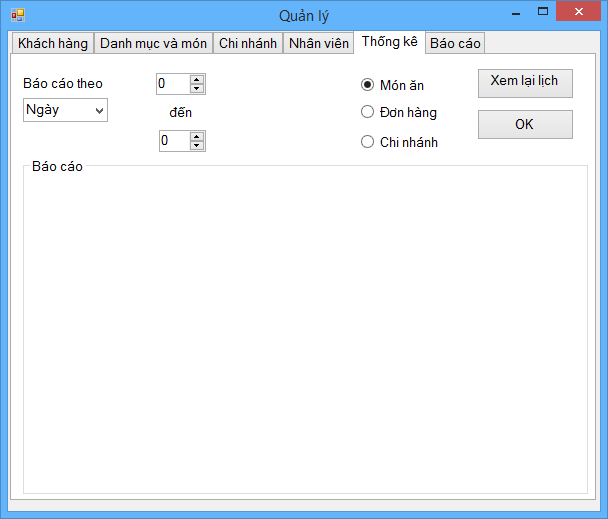 Quản lý
Khách hàng Danh mục và món Chi nhánh Nhân viên Thống kê Báo cáo
Báo cáo theo 0 Món ăn Xem lại lịch
Ngày đến Đơn hàng OK
0 Chi nhánh
Báo cáo